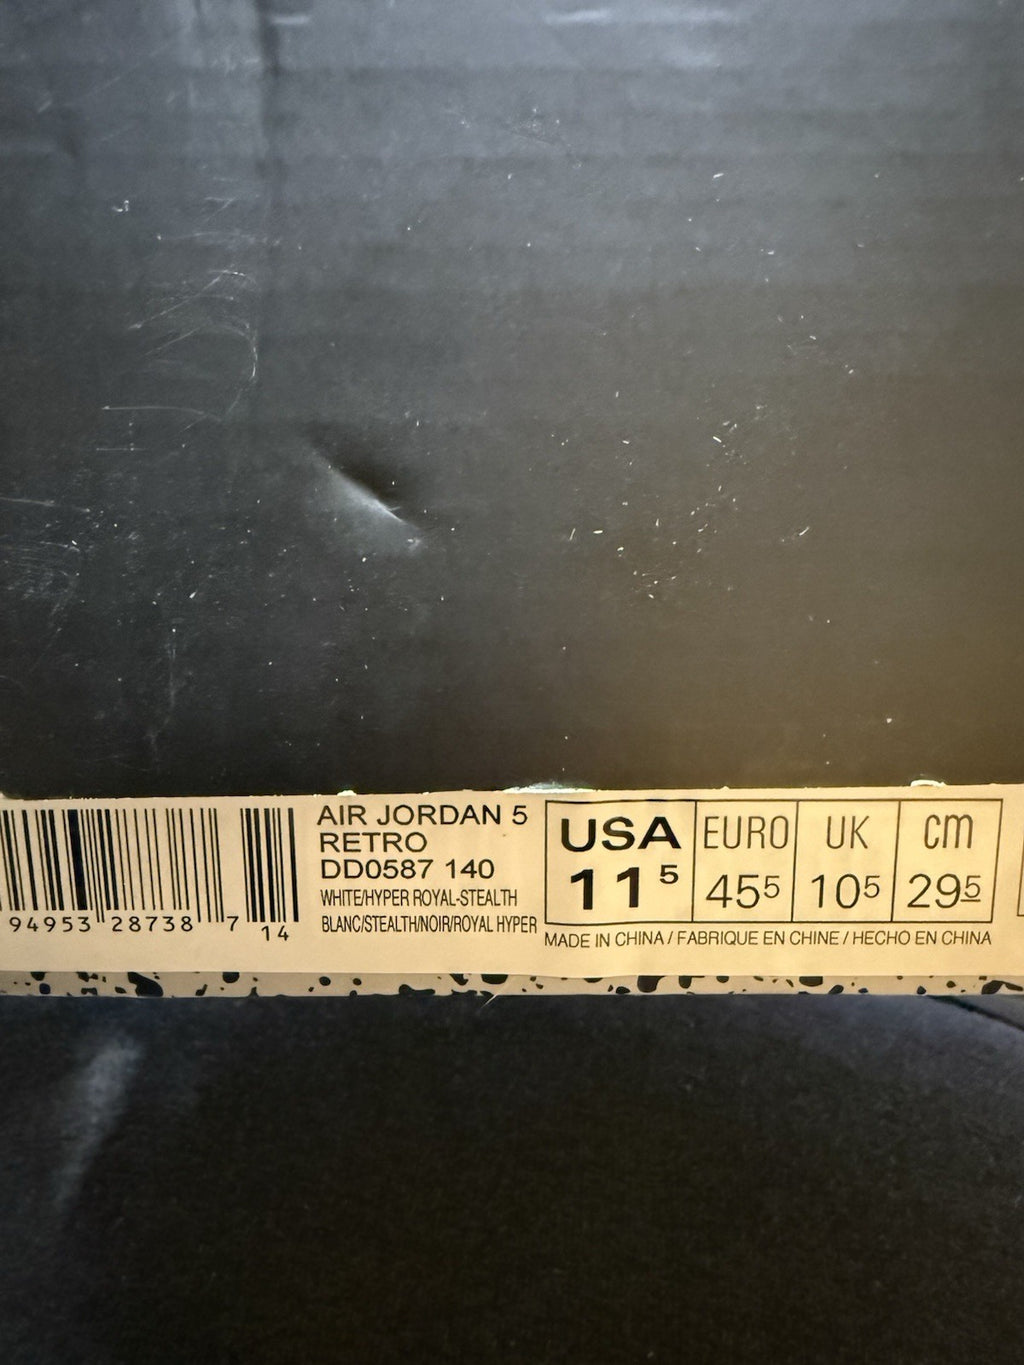 94953 28738 7 14
AIR JORDAN 5
RETRO
DD0587 140
WHITE/HYPER ROYAL-STEALTH
BLANC/STEALTH/NOIR/ROYAL HYPER
USA EURO UK cm
11 5 45 5 10 5 29 5
MADE IN CHINA / FABRIQUE EN CHINE / HECHO EN CHINA